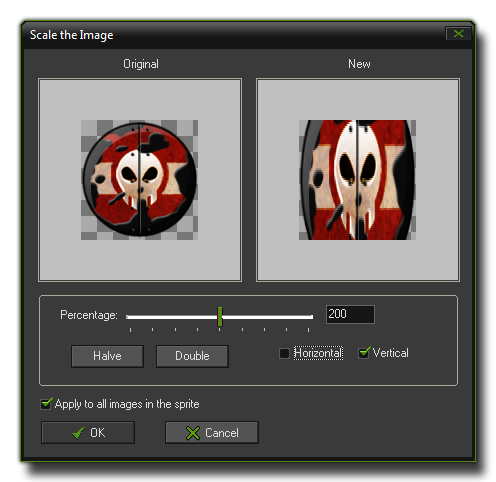 Scale the Image
Original New
Percentage: 200
Halve Double Horizontal Vertical
Apply to all images in the sprite
OK Cancel